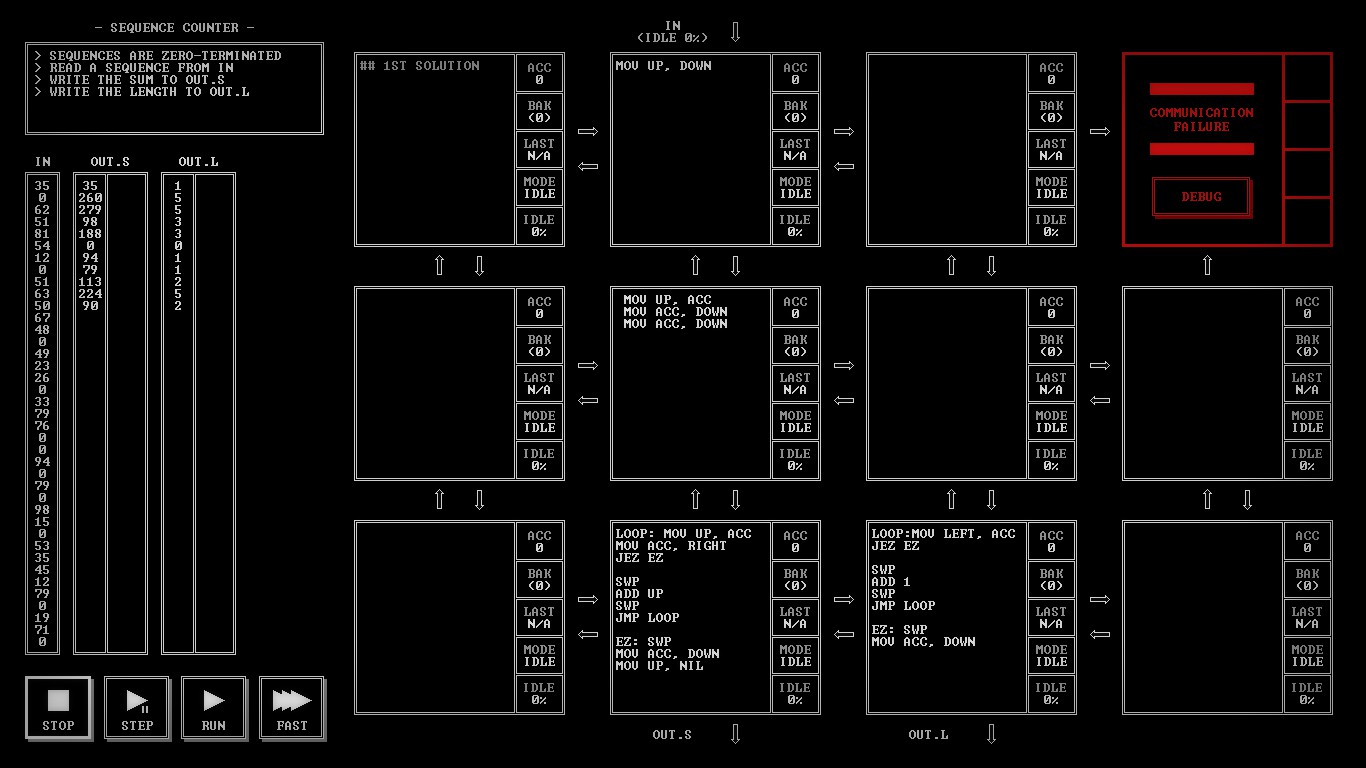 - SEQUENCE COUNTER -
> SEQUENCES ARE ZERO-TERMINATED
> READ A SEQUENCE FROM IN
> WRITE THE SUM TO OUT.S
> WRITE THE LENGTH TO OUT.L
IN OUT.S OUT.L
35 35 1
0 260 5
62 279 5
51 98 3
81 188 3
54 0 0
12 94 1
0 79 1
51 113 2
63 224 5
50 90 2
67
48
0
49
23
26
0
33
79
76
0
0
94
0
79
0
98
15
0
53
35
45
12
79
0
19
71
0
STOP STEP RUN FAST
IN
(IDLE 0%)
## 1ST SOLUTION
ACC
0
BAK
(0)
LAST
N/A
MODE
IDLE
IDLE
0%
MOV UP, DOWN
ACC
0
BAK
(0)
LAST
N/A
MODE
IDLE
IDLE
0%
ACC
0
BAK
(0)
LAST
N/A
MODE
IDLE
IDLE
0%
COMMUNICATION
FAILURE
DEBUG
ACC
0
BAK
(0)
LAST
N/A
MODE
IDLE
IDLE
0%
MOV UP, ACC
MOV ACC, DOWN
MOV ACC, DOWN
ACC
0
BAK
(0)
LAST
N/A
MODE
IDLE
IDLE
0%
ACC
0
BAK
(0)
LAST
N/A
MODE
IDLE
IDLE
0%
ACC
0
BAK
(0)
LAST
N/A
MODE
IDLE
IDLE
0%
ACC
0
BAK
(0)
LAST
N/A
MODE
IDLE
IDLE
0%
LOOP: MOV UP, ACC
MOV ACC, RIGHT
JEZ EZ
SWP
ADD UP
SWP
JMP LOOP
EZ: SWP
MOV ACC, DOWN
MOV UP, NIL
ACC
0
BAK
(0)
LAST
N/A
MODE
IDLE
IDLE
0%
LOOP:MOV LEFT, ACC
JEZ EZ
SWP
ADD 1
SWP
JMP LOOP
EZ: SWP
MOV ACC, DOWN
ACC
0
BAK
(0)
LAST
N/A
MODE
IDLE
IDLE
0%
ACC
0
BAK
(0)
LAST
N/A
MODE
IDLE
IDLE
0%
OUT.S
OUT.L